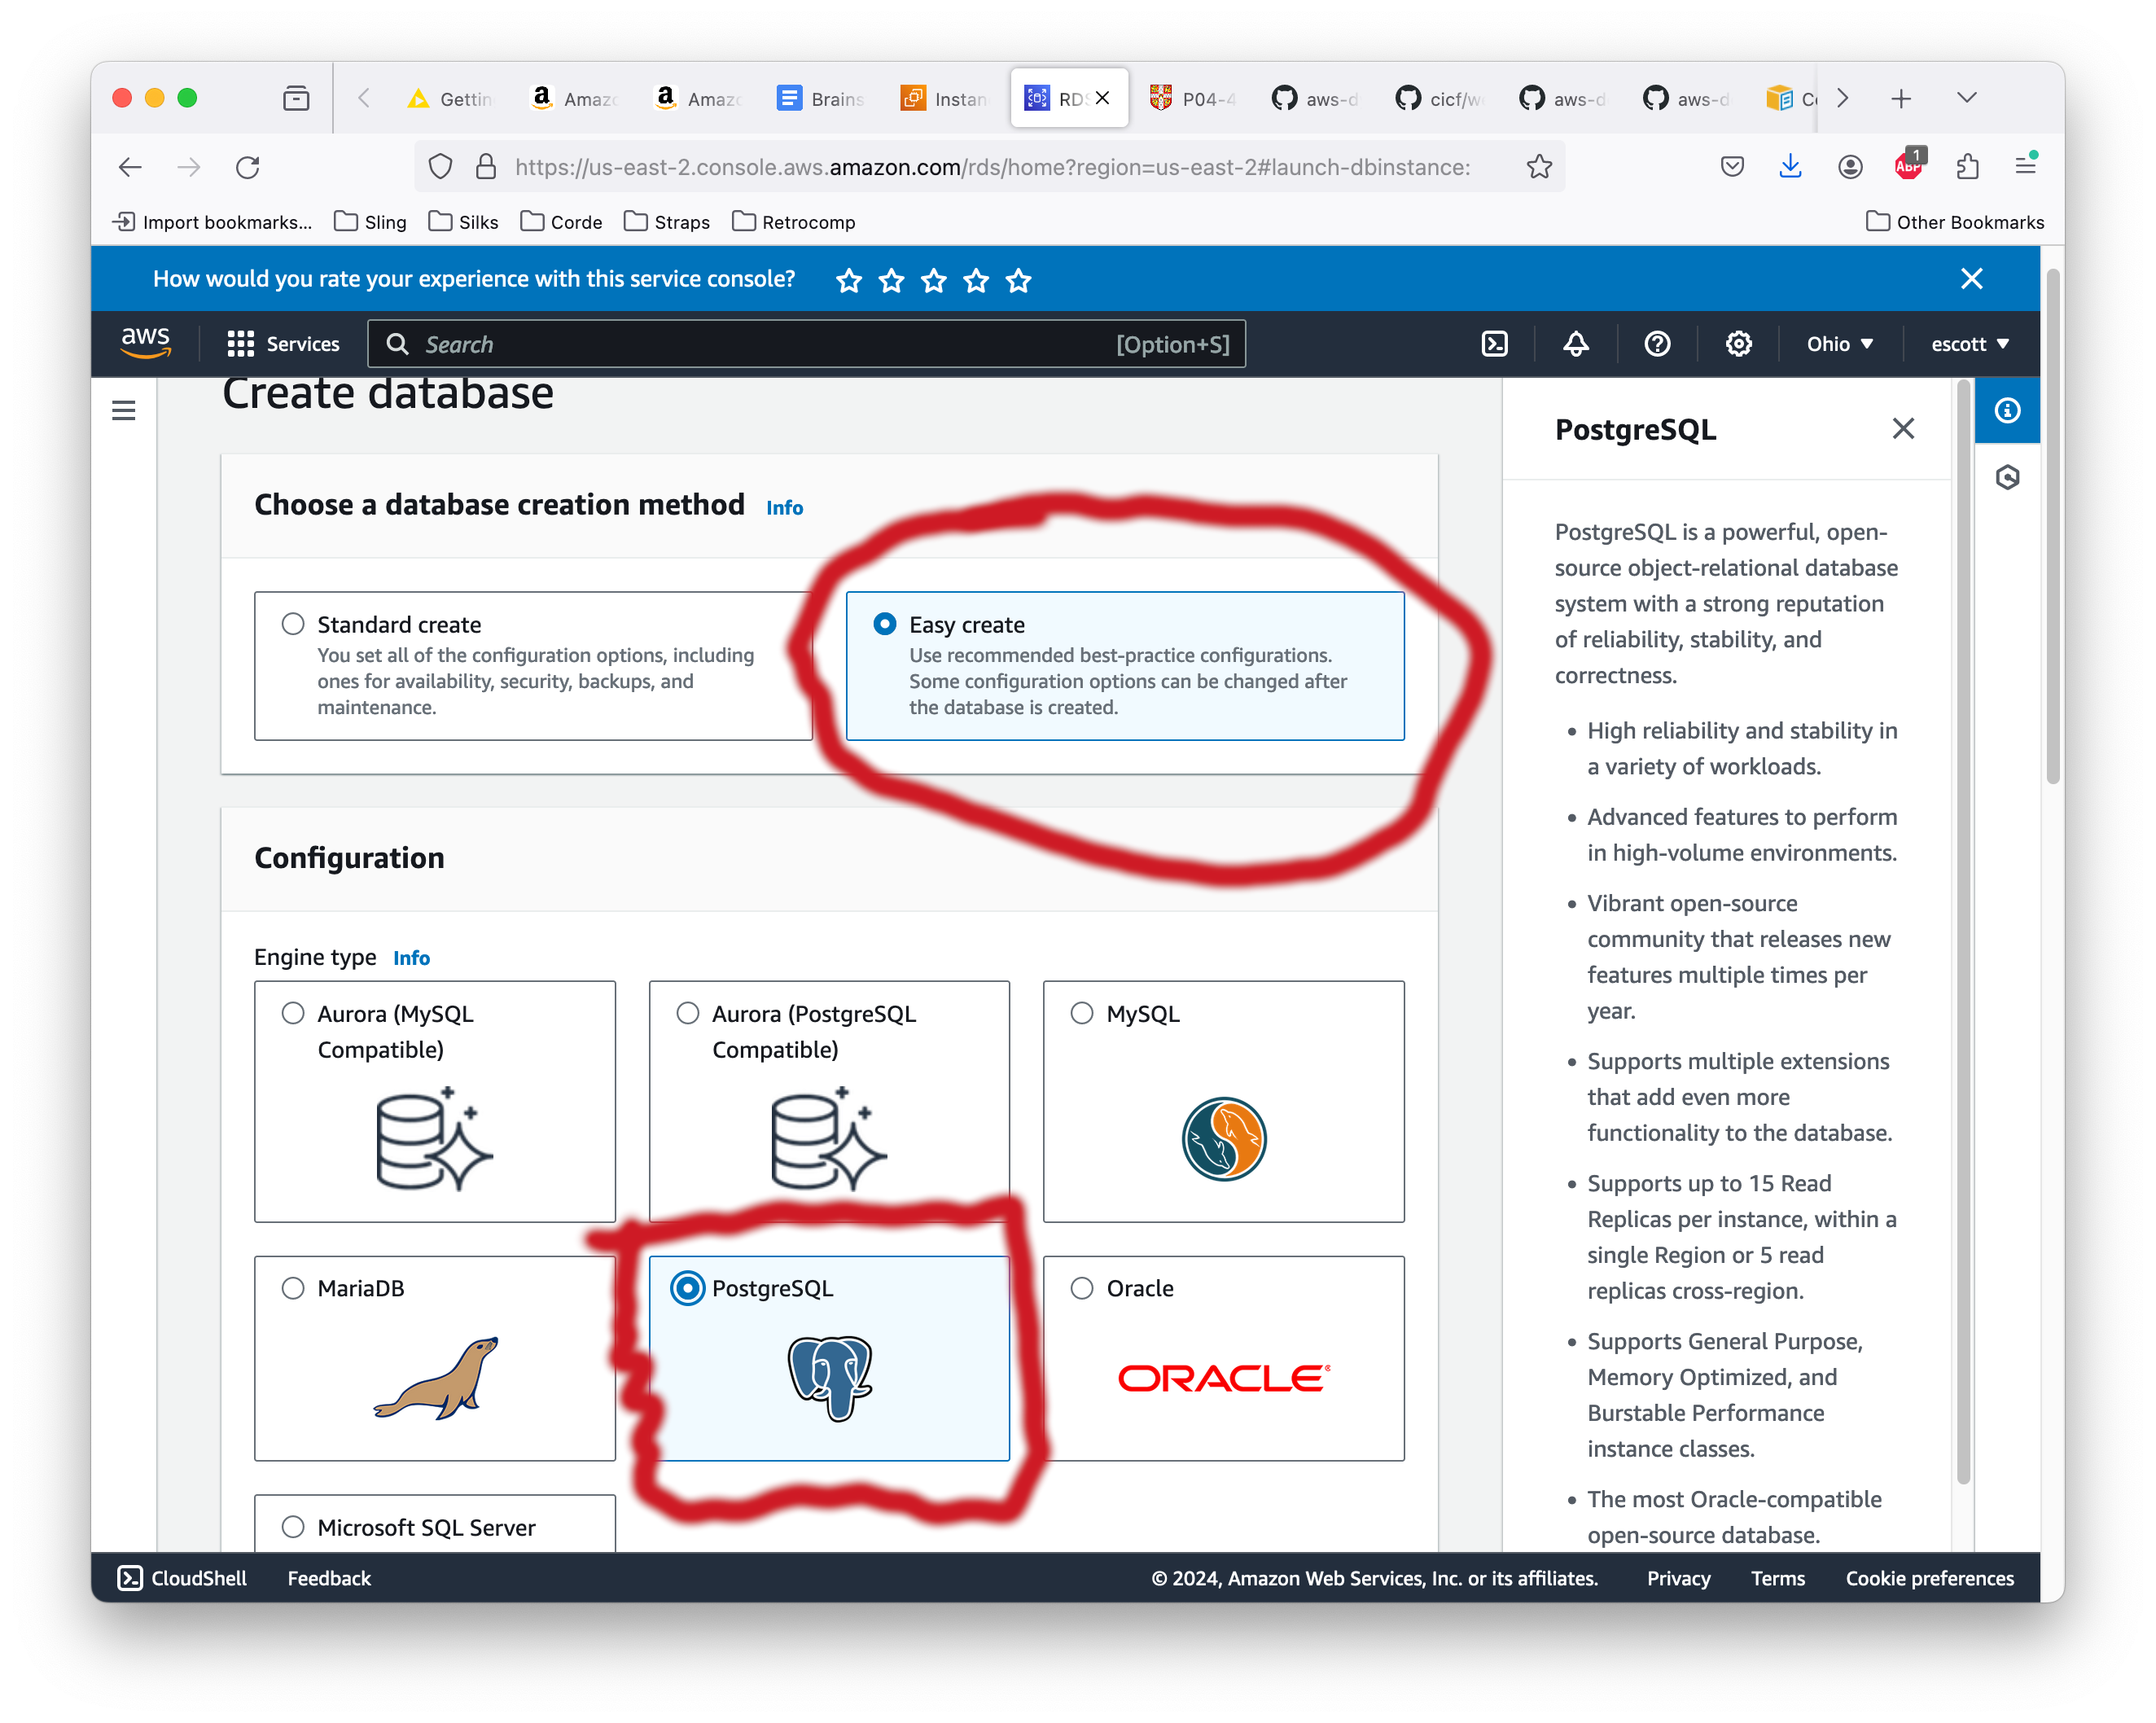 Gettin
Amazo
Amazo
Brains
Instan
RDS
P04-4
aws-d
cicf/w
aws-d
aws-d
https://us-east-2.console.aws.amazon.com/rds/home?region=us-east-2#launch-dbinstance:
1
ABP
Import bookmarks...
Sling
Silks
Corde
Straps
Retrocomp
Other Bookmarks
How would you rate your experience with this service console?
aws
Services
Search
[Option+S]
Ohio
escott
Create database
Choose a database creation method Info
Standard create
You set all of the configuration options, including
ones for availability, security, backups, and
maintenance.
Easy create
Use recommended best-practice configurations.
Some configuration options can be changed after
the database is created.
Configuration
Engine type Info
Aurora (MySQL
Compatible)
Aurora (PostgreSQL
Compatible)
MySQL
MariaDB
PostgreSQL
Oracle
ORACLE®
Microsoft SQL Server
PostgreSQL
PostgreSQL is a powerful, open-
source object-relational database
system with a strong reputation
of reliability, stability, and
correctness.
• High reliability and stability in
a variety of workloads.
• Advanced features to perform
in high-volume environments.
• Vibrant open-source
community that releases new
features multiple times per
year.
• Supports multiple extensions
that add even more
functionality to the database.
• Supports up to 15 Read
Replicas per instance, within a
single Region or 5 read
replicas cross-region.
• Supports General Purpose,
Memory Optimized, and
Burstable Performance
instance classes.
• The most Oracle-compatible
open-source database.
CloudShell
Feedback
© 2024, Amazon Web Services, Inc. or its affiliates.
Privacy
Terms
Cookie preferences